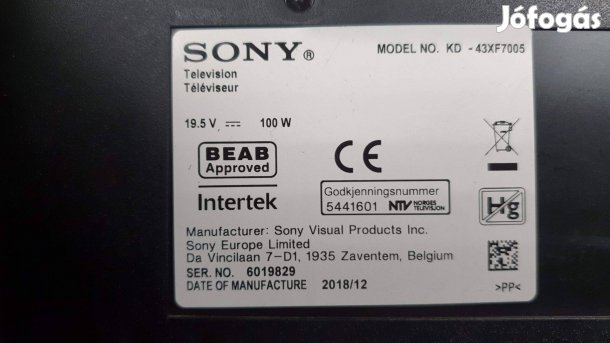 Jófogás
SONY®
MODEL NO. KD - 43XF7005
Television
Téléviseur
19.5 V ⎓ 100 W
BEAB
Approved
Intertek
CE
Godkjenningsnummer
5441601 NTV NORGES TELEVISJON
Hg
Manufacturer: Sony Visual Products Inc.
Sony Europe Limited
Da Vincilaan 7-D1, 1935 Zaventem, Belgium
SER. NO. 6019829
DATE OF MANUFACTURE 2018/12
>PP<